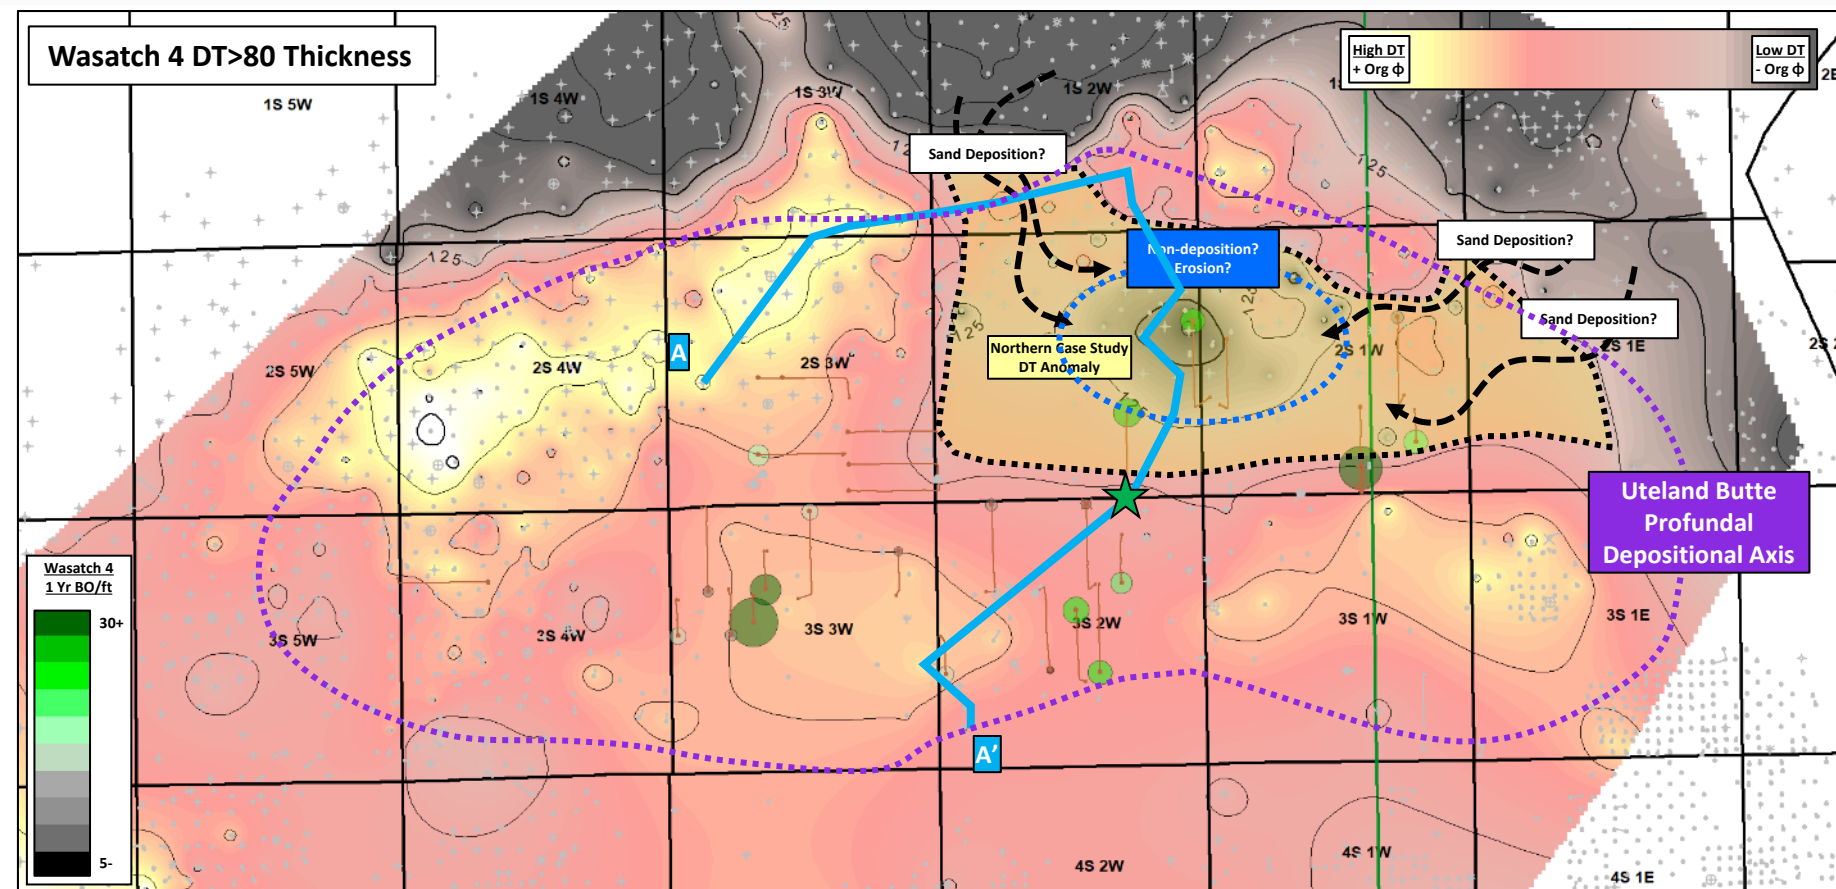 Wasatch 4 DT>80 Thickness
High DT
+ Org ϕ
Low DT
- Org ϕ
1S 5W
1S 4W
1S 3W
1S 2W
2E
125
Sand Deposition?
Sand Deposition?
Sand Deposition?
Non-deposition?
Erosion?
125
125
125
Northern Case Study
DT Anomaly
A
2S 5W
2S 4W
2S 3W
2S 1W
2S 1E
Uteland Butte
Profundal
Depositional Axis
Wasatch 4
1 Yr BO/ft
30+
5-
3S 5W
3S 4W
3S 3W
3S 2W
3S 1W
3S 1E
A’
4S 2W
4S 1W
4S 1E